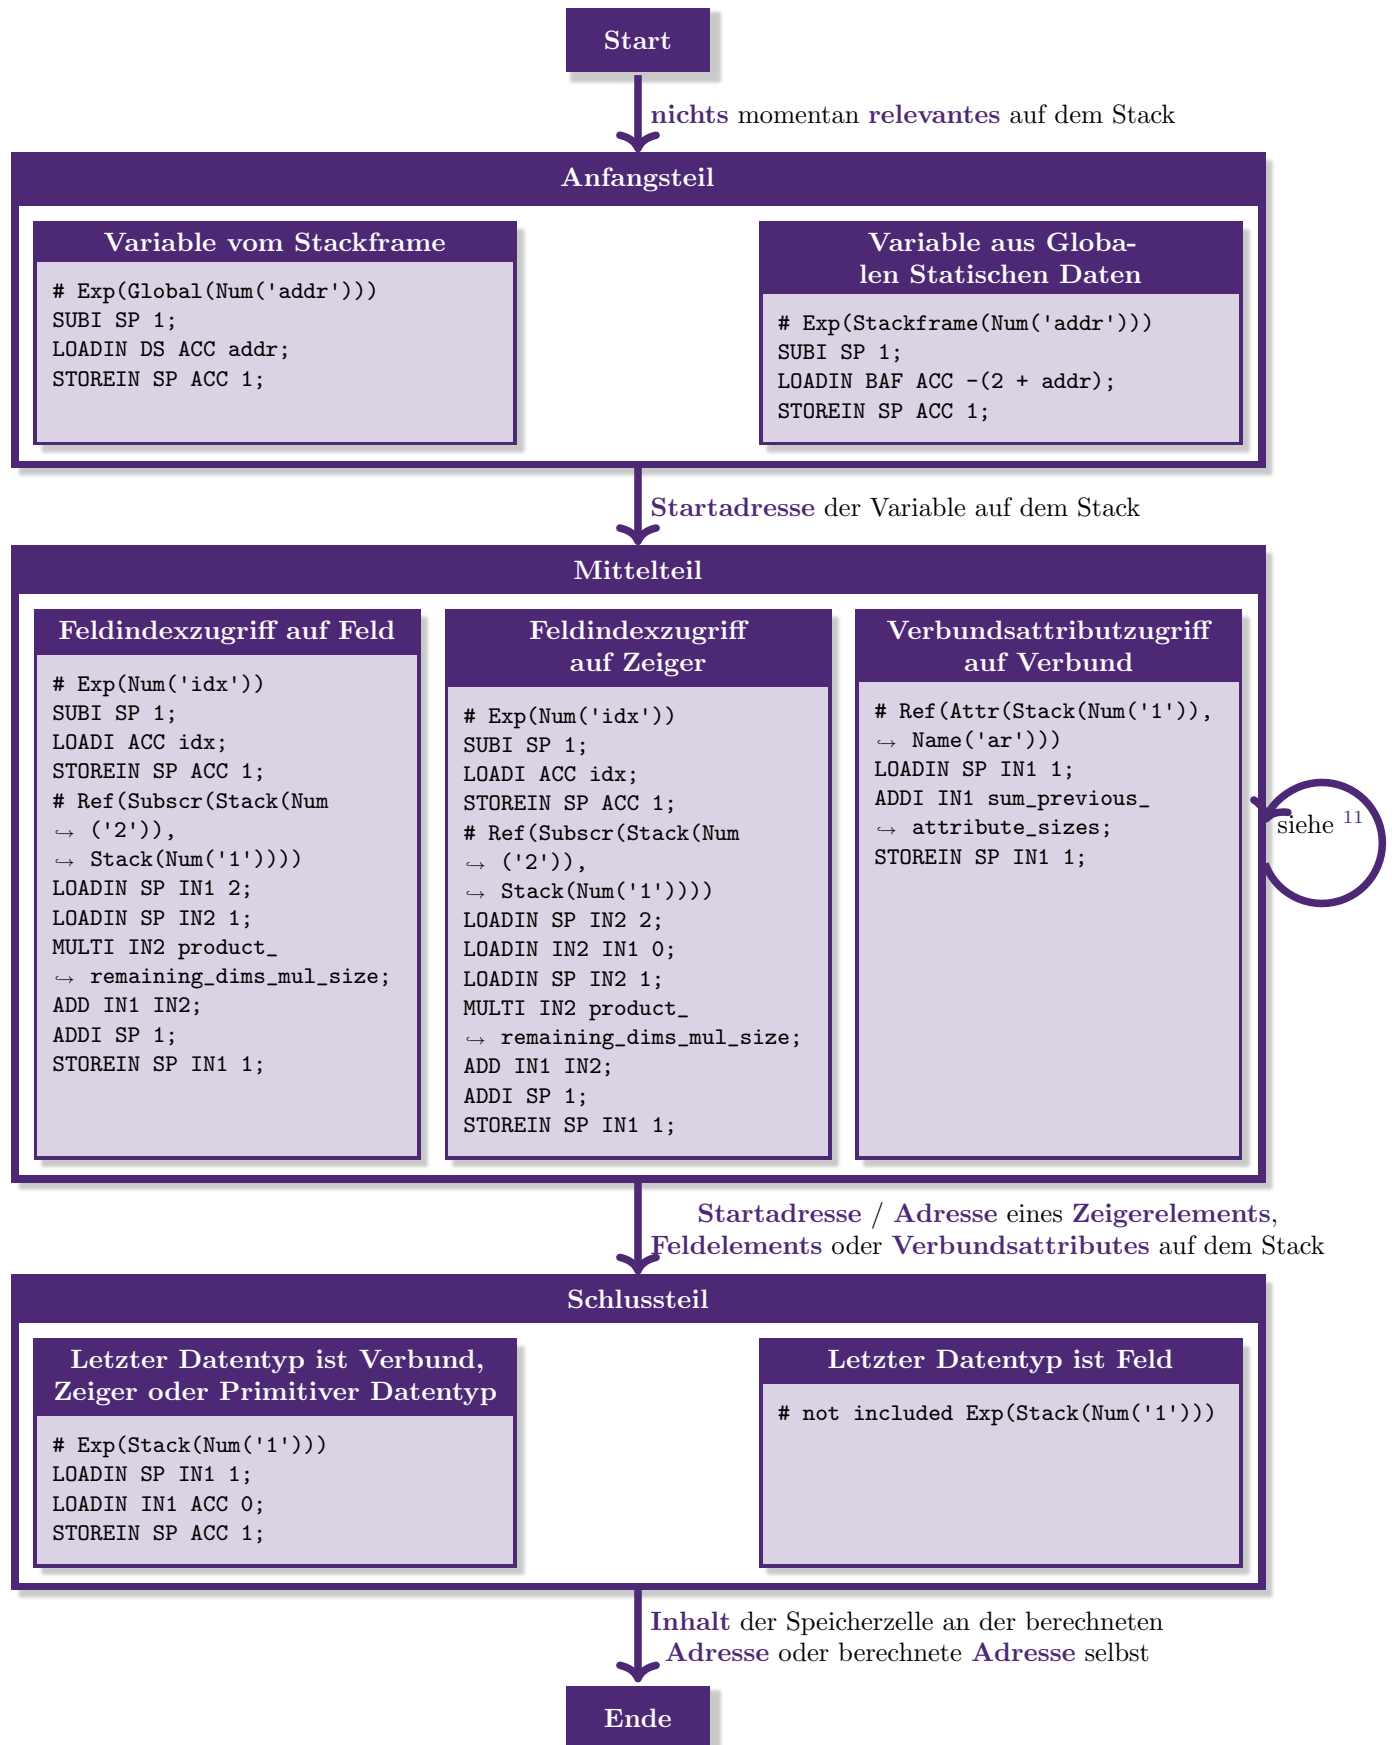 Start
nichts momentan relevantes auf dem Stack
Anfangsteil
Variable vom Stackframe
# Exp(Global(Num('addr')))
SUBI SP 1;
LOADIN DS ACC addr;
STOREIN SP ACC 1;
Variable aus Globa-
len Statischen Daten
# Exp(Stackframe(Num('addr')))
SUBI SP 1;
LOADIN BAF ACC -(2 + addr);
STOREIN SP ACC 1;
Startadresse der Variable auf dem Stack
Mittelteil
Feldindexzugriff auf Feld
# Exp(Num('idx'))
SUBI SP 1;
LOADI ACC idx;
STOREIN SP ACC 1;
# Ref(Subscr(Stack(Num
↪ ('2')),
↪ Stack(Num('1'))))
LOADIN SP IN1 2;
LOADIN SP IN2 1;
MULTI IN2 product_
↪ remaining_dims_mul_size;
ADD IN1 IN2;
ADDI SP 1;
STOREIN SP IN1 1;
Feldindexzugriff
auf Zeiger
# Exp(Num('idx'))
SUBI SP 1;
LOADI ACC idx;
STOREIN SP ACC 1;
# Ref(Subscr(Stack(Num
↪ ('2')),
↪ Stack(Num('1'))))
LOADIN SP IN2 2;
LOADIN IN2 IN1 0;
LOADIN SP IN2 1;
MULTI IN2 product_
↪ remaining_dims_mul_size;
ADD IN1 IN2;
ADDI SP 1;
STOREIN SP IN1 1;
Verbundsattributzugriff
auf Verbund
# Ref(Attr(Stack(Num('1')),
↪ Name('ar')))
LOADIN SP IN1 1;
ADDI IN1 sum_previous_
↪ attribute_sizes;
STOREIN SP IN1 1;
siehe 11
Startadresse / Adresse eines Zeigerelements,
Feldelements oder Verbundsattributes auf dem Stack
Schlussteil
Letzter Datentyp ist Verbund,
Zeiger oder Primitiver Datentyp
# Exp(Stack(Num('1')))
LOADIN SP IN1 1;
LOADIN IN1 ACC 0;
STOREIN SP ACC 1;
Letzter Datentyp ist Feld
# not included Exp(Stack(Num('1')))
Inhalt der Speicherzelle an der berechneten
Adresse oder berechnete Adresse selbst
Ende